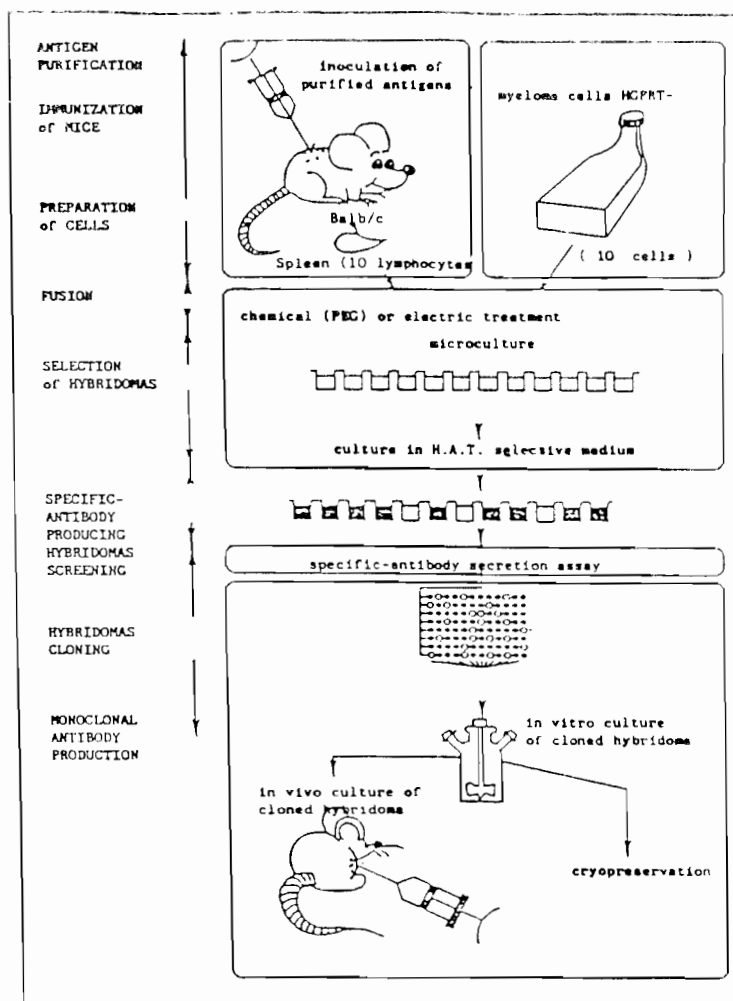 ANTIGEN
PURIFICATION
IMMUNIZATION
of MICE
PREPARATION
of CELLS
FUSION
SELECTION
of HYBRIDOMAS
SPECIFIC-
ANTIBODY
PRODUCING
HYBRIDOMAS
SCREENING
HYBRIDOMAS
CLONING
MONOCLONAL
ANTIBODY
PRODUCTION
inoculation of
purified antigens
Balb/c
Spleen (10 lymphocytes
myeloms cells HGPRT-
( 10 cells )
chemical (PEG) or electric treatment
microculture
culture in H.A.T. selective medium
specific-antibody secretion assay
in vitro culture
of cloned hybridoma
in vivo culture of
cloned hybridoma
cryopreservation